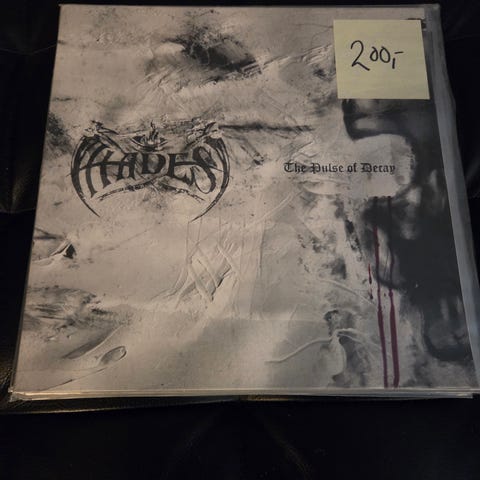 200,-
HADES
The Pulse of Decay